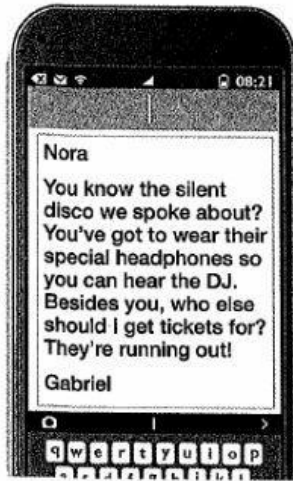 08:21
Nora
You know the silent
disco we spoke about?
You've got to wear their
special headphones so
you can hear the DJ.
Besides you, who else
should I get tickets for?
They're running out!
Gabriel
q w e r t y u i o p